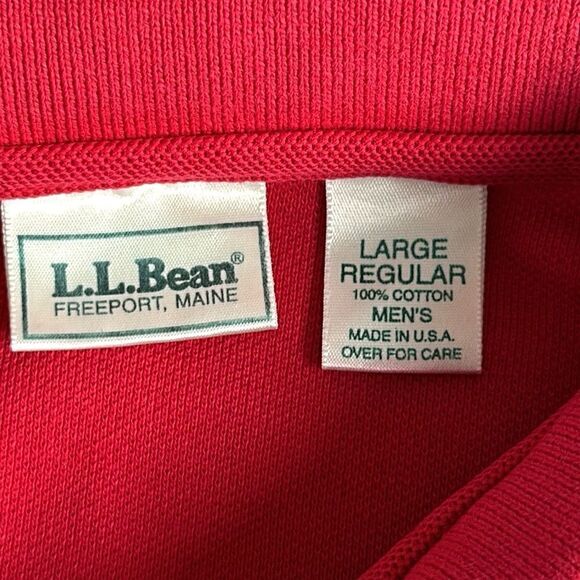 L.L.Bean®
FREEPORT, MAINE
LARGE
REGULAR
100% COTTON
MEN'S
MADE IN U.S.A.
OVER FOR CARE